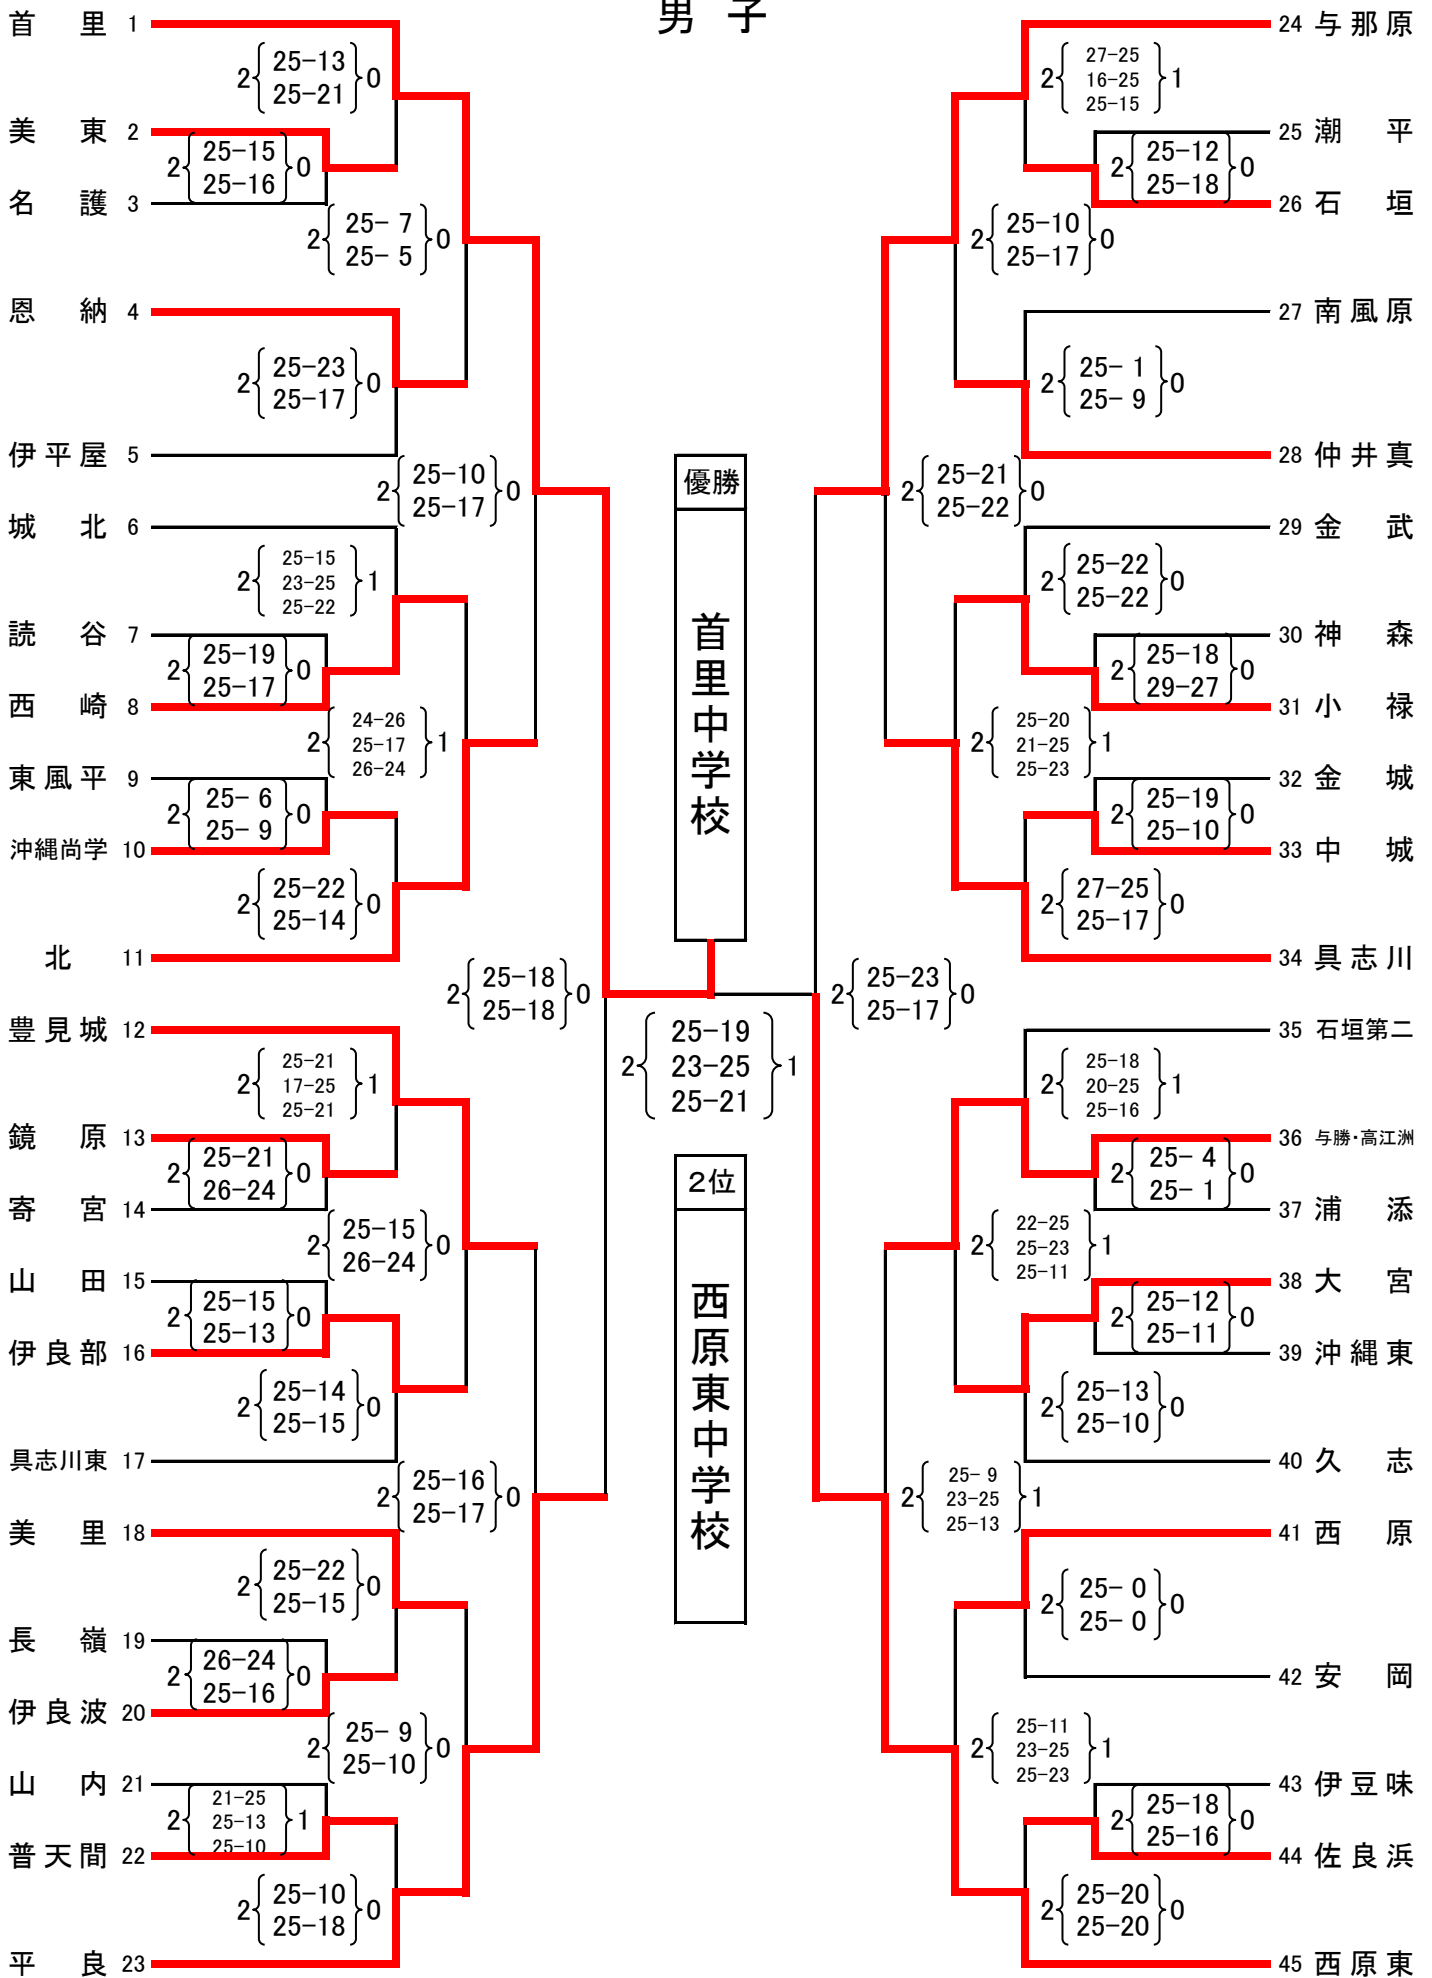 男子
首里 1
2 25-13 0
25-21
美東 2
2 25-15 0
25-16
名護 3
2 25- 7 0
25- 5
恩納 4
2 25-23 0
25-17
伊平屋 5
2 25-10 0
25-17
城北 6
2 25-15 1
23-25
25-22
読谷 7
2 25-19 0
25-17
西崎 8
2 24-26 1
25-17
26-24
東風平 9
2 25- 6 0
25- 9
沖縄尚学 10
2 25-22 0
25-14
北 11
2 25-18 0
25-18
豊見城 12
2 25-21 1
17-25
25-21
鏡原 13
2 25-21 0
26-24
寄宮 14
2 25-15 0
26-24
山田 15
2 25-15 0
25-13
伊良部 16
2 25-14 0
25-15
具志川東 17
2 25-16 0
25-17
美里 18
2 25-22 0
25-15
長嶺 19
2 26-24 0
25-16
伊良波 20
2 25- 9 0
25-10
山内 21
2 21-25 1
25-13
25-10
普天間 22
2 25-10 0
25-18
平良 23
優勝
首里中学校
2 25-19 1
23-25
25-21
2位
西原東中学校
24 与那原
2 27-25 1
16-25
25-15
25 潮平
2 25-12 0
25-18
26 石垣
2 25-10 0
25-17
27 南風原
2 25- 1 0
25- 9
28 仲井真
2 25-21 0
25-22
29 金武
2 25-22 0
25-22
30 神森
2 25-18 0
29-27
31 小禄
2 25-20 1
21-25
25-23
32 金城
2 25-19 0
25-10
33 中城
2 27-25 0
25-17
34 具志川
2 25-23 0
25-17
35 石垣第二
2 25-18 1
20-25
25-16
36 与勝・高江洲
2 25- 4 0
25- 1
37 浦添
2 22-25 1
25-23
25-11
38 大宮
2 25-12 0
25-11
39 沖縄東
2 25-13 0
25-10
40 久志
2 25- 9 1
23-25
25-13
41 西原
2 25- 0 0
25- 0
42 安岡
2 25-11 1
23-25
25-23
43 伊豆味
2 25-18 0
25-16
44 佐良浜
2 25-20 0
25-20
45 西原東